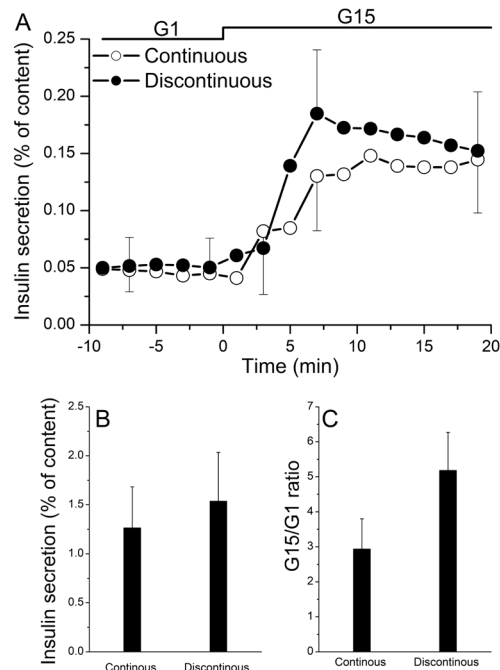 A
G1
G15
Continuous
Discontinuous
Insulin secretion (% of content)
0.25
0.20
0.15
0.10
0.05
0.00
-10 -5 0 5 10 15 20
Time (min)
B
Insulin secretion (% of content)
2.5
2.0
1.5
1.0
0.5
0.0
Continous Discontinous
C
G15/G1 ratio
7
6
5
4
3
2
1
0
Continous Discontinous